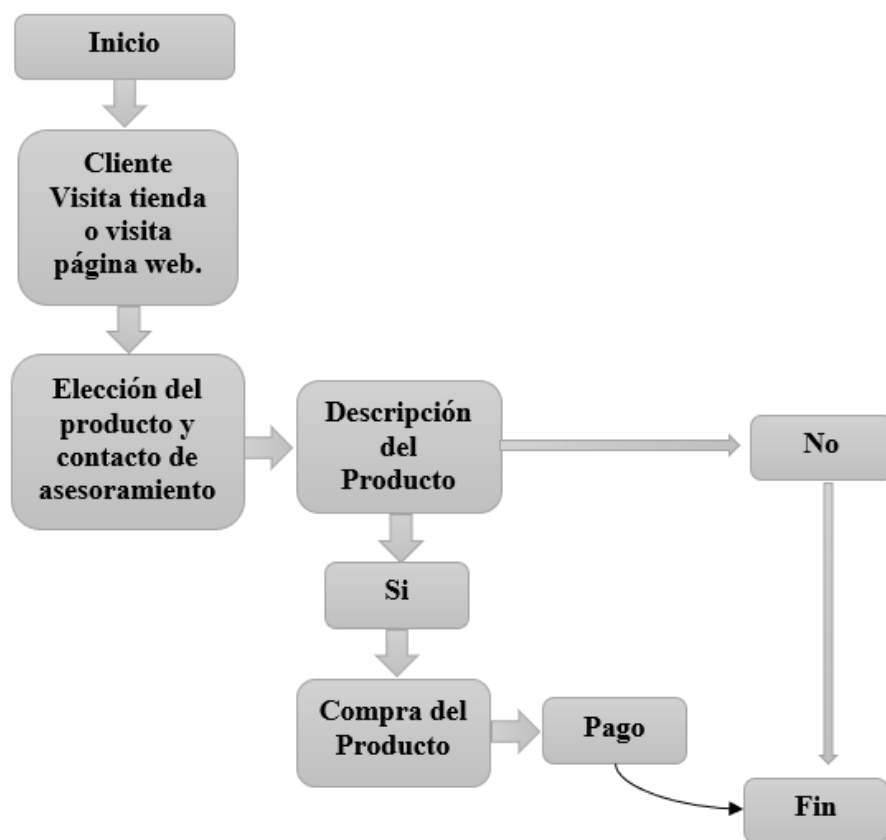 Inicio
Cliente
Visita tienda
o visita
página web.
Elección del
producto y
contacto de
asesoramiento
Descripción
del
Producto
No
Si
Compra del
Producto
Pago
Fin